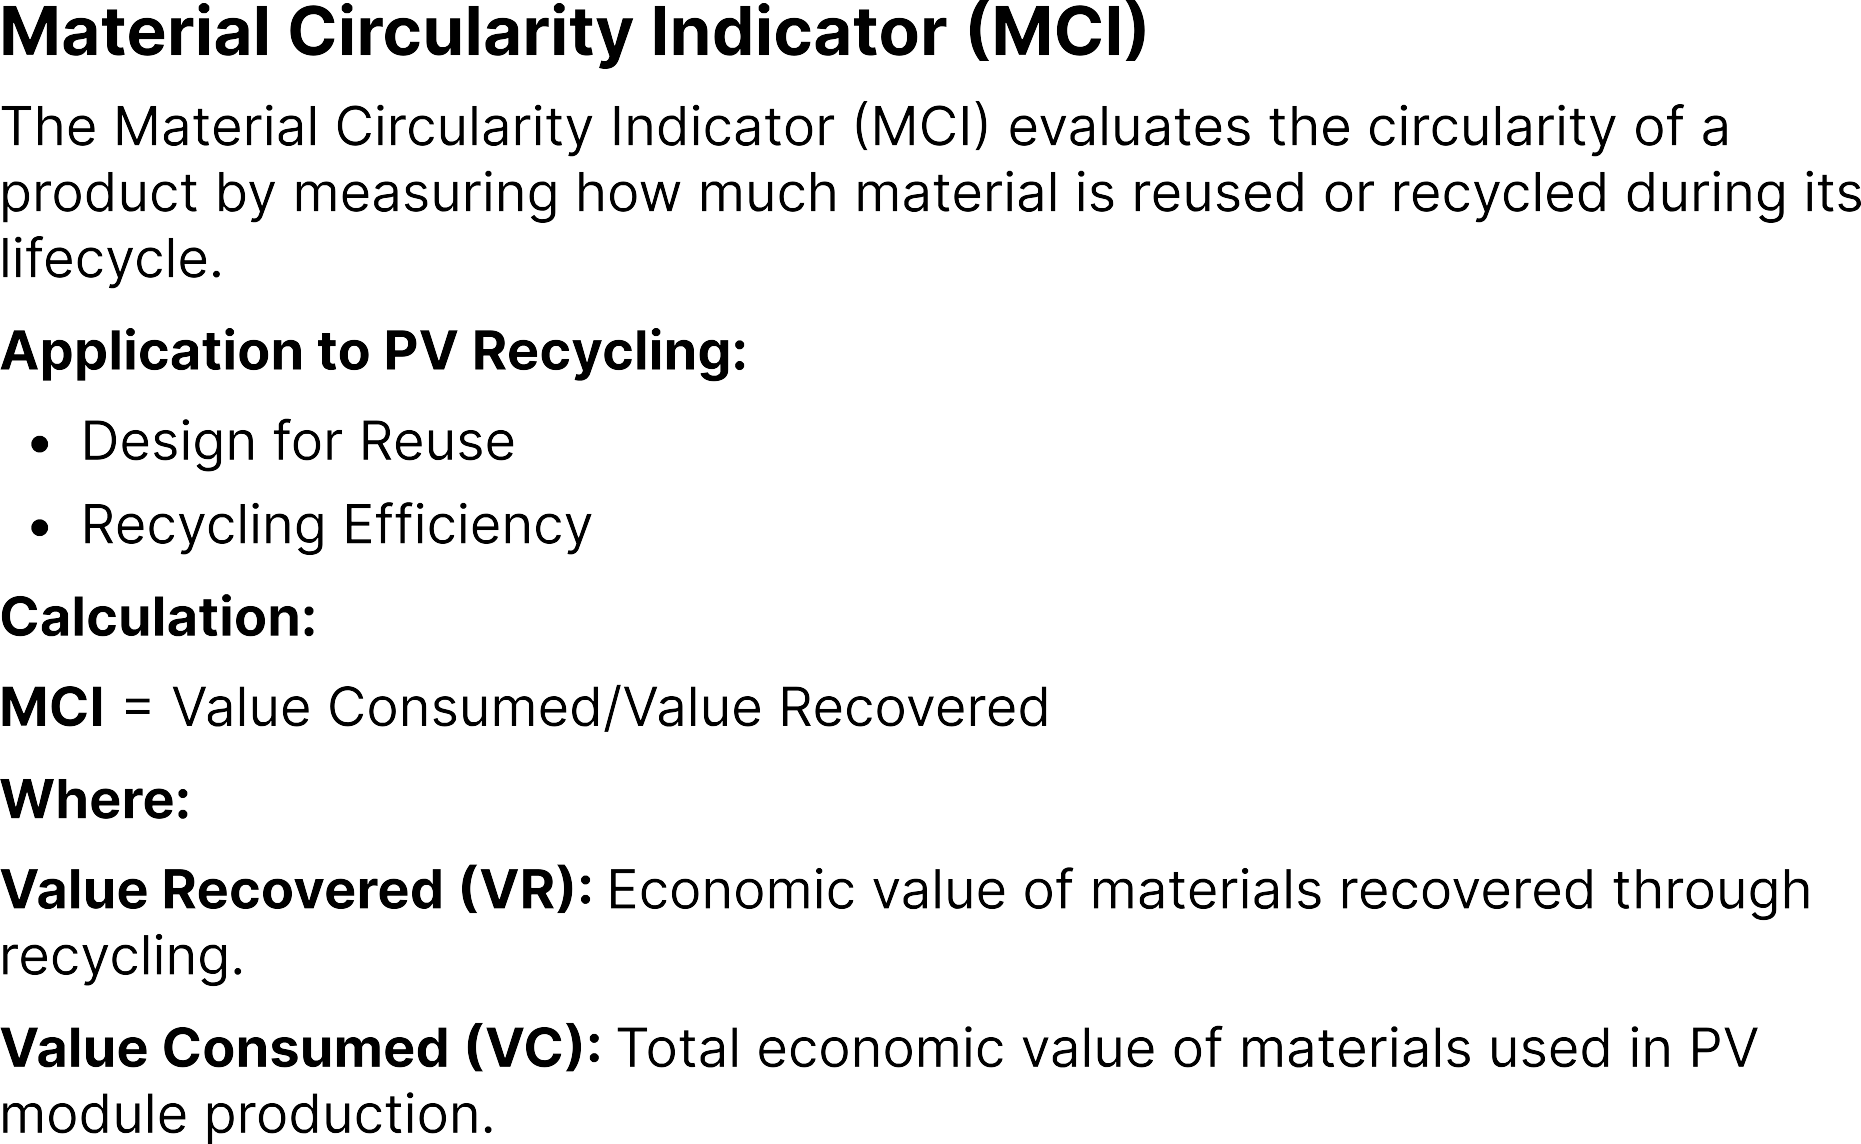 Material Circularity Indicator (MCI)
The Material Circularity Indicator (MCI) evaluates the circularity of a
product by measuring how much material is reused or recycled during its
lifecycle.
Application to PV Recycling:
• Design for Reuse
• Recycling Efficiency
Calculation:
MCI = Value Consumed/Value Recovered
Where:
Value Recovered (VR): Economic value of materials recovered through
recycling.
Value Consumed (VC): Total economic value of materials used in PV
module production.